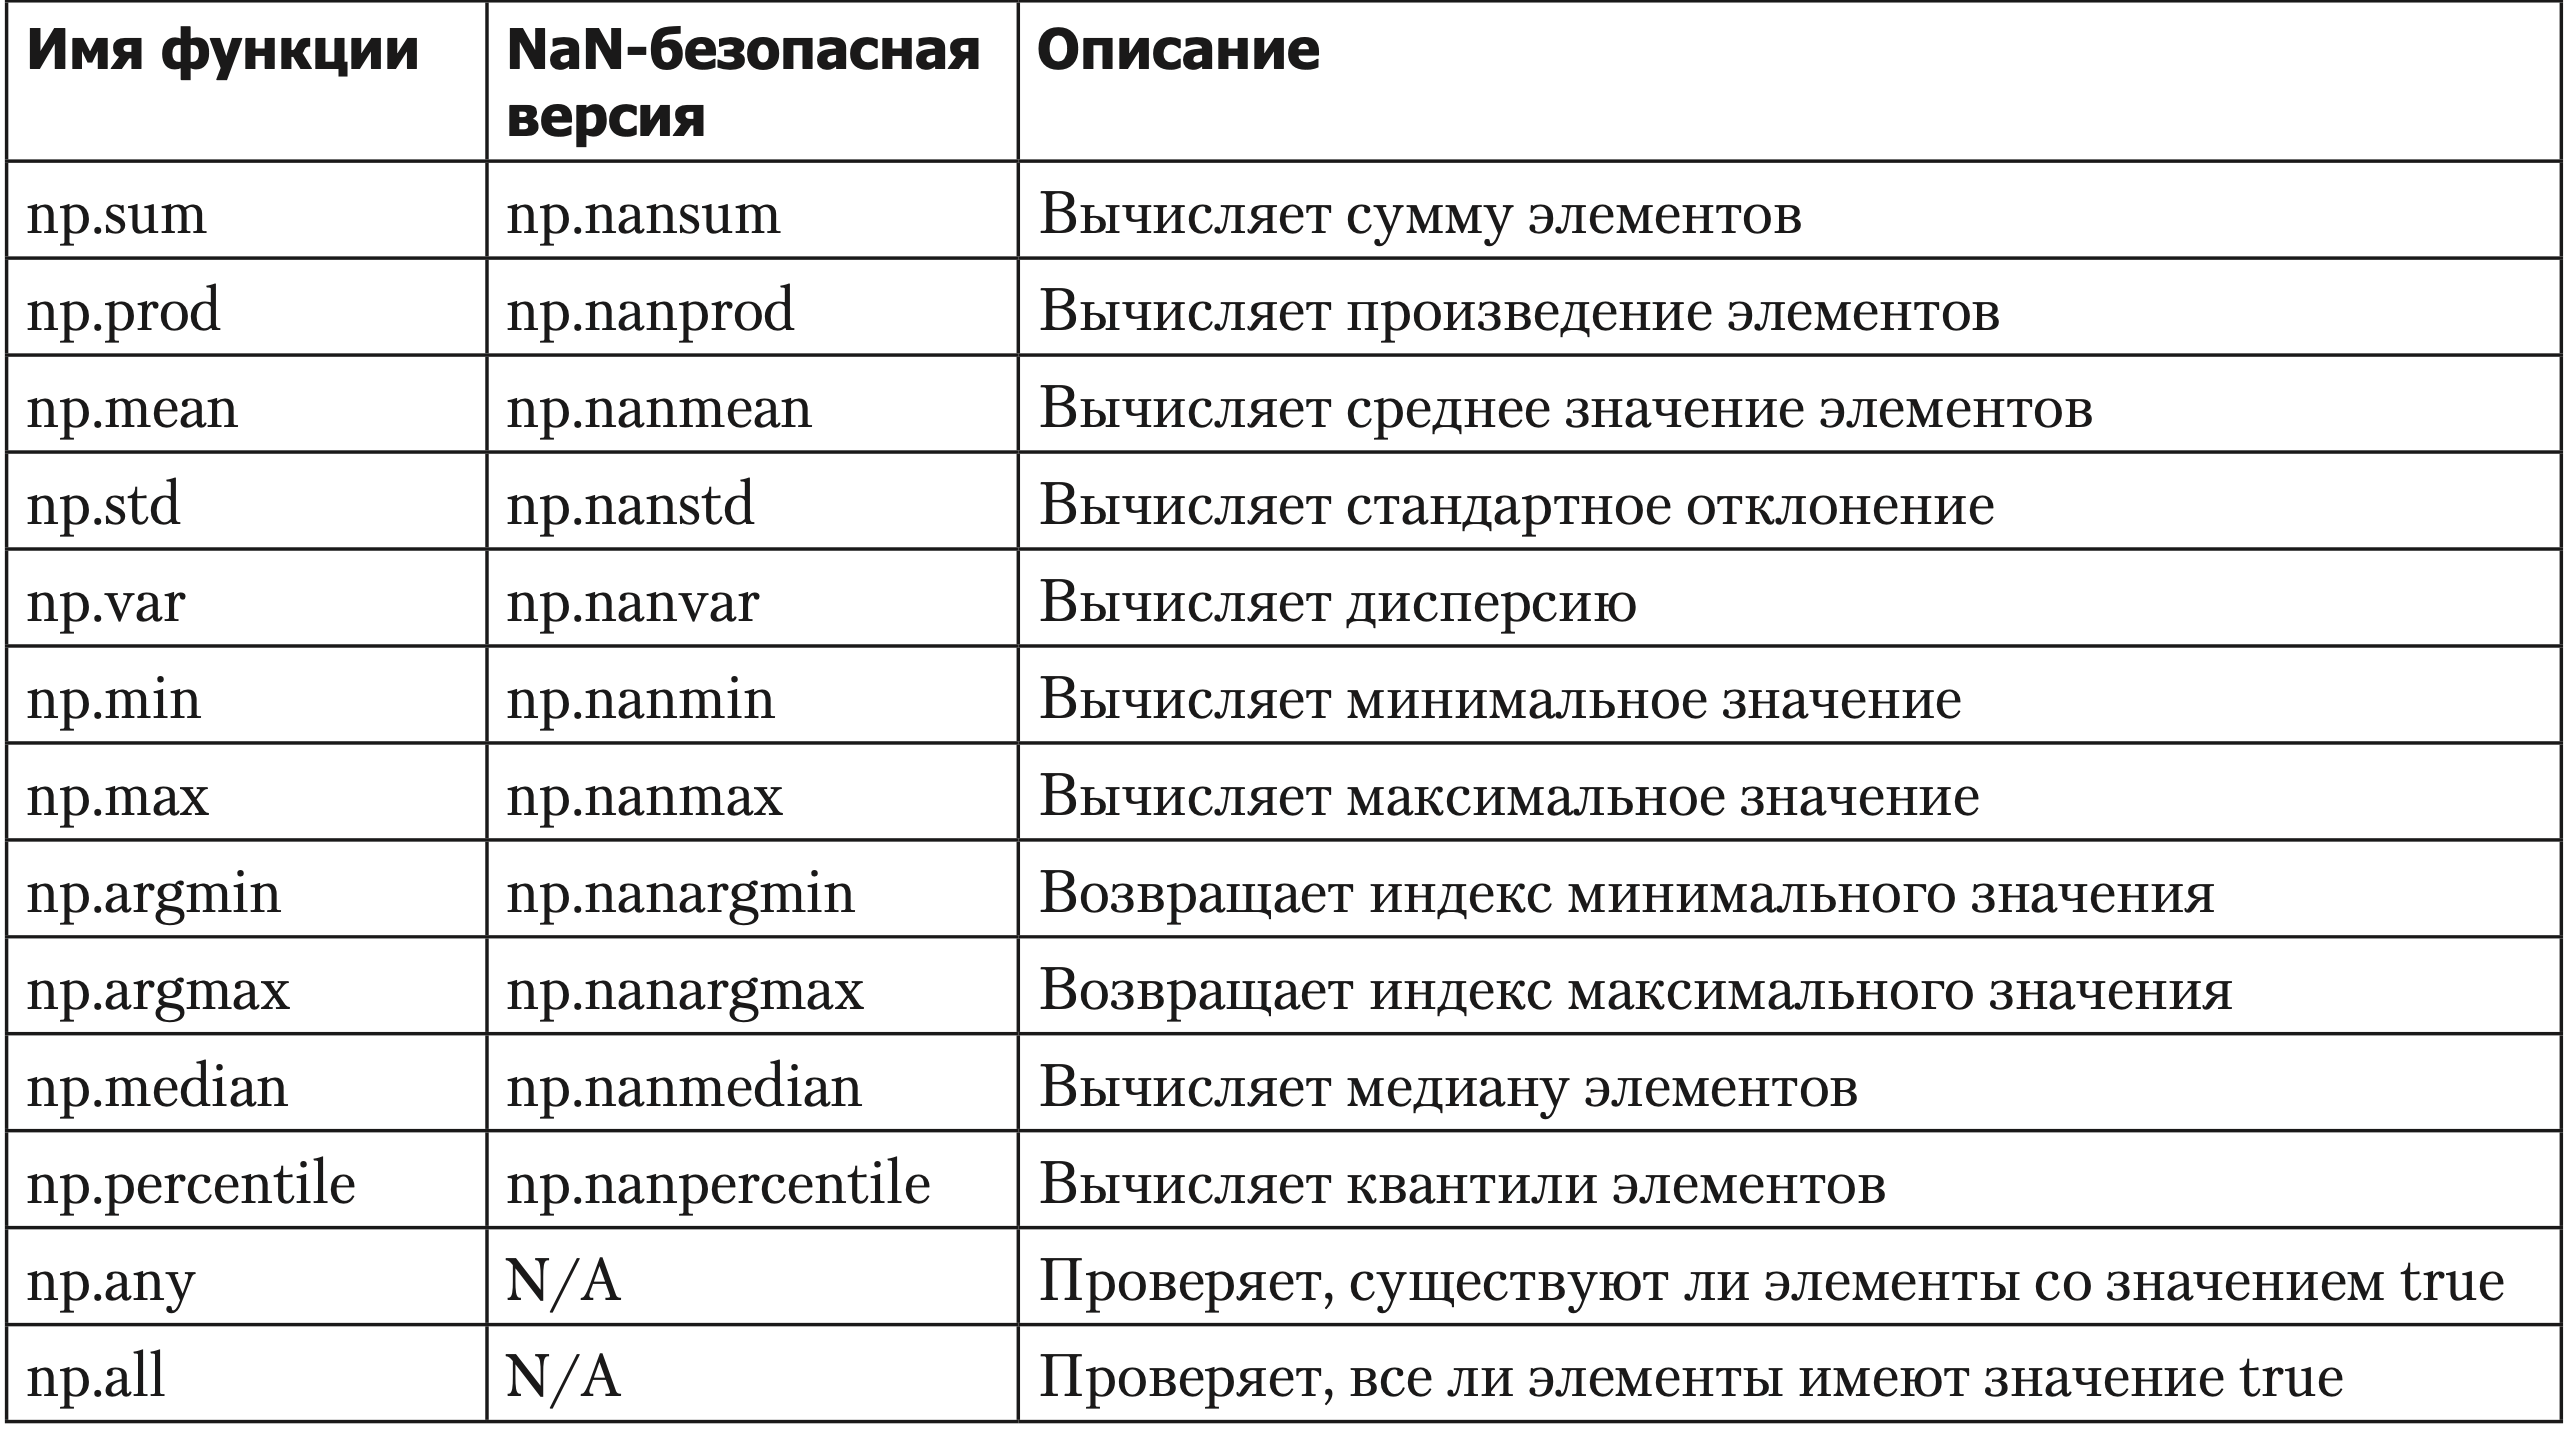 Имя функции NaN-безопасная версия Описание
np.sum np.nansum Вычисляет сумму элементов
np.prod np.nanprod Вычисляет произведение элементов
np.mean np.nanmean Вычисляет среднее значение элементов
np.std np.nanstd Вычисляет стандартное отклонение
np.var np.nanvar Вычисляет дисперсию
np.min np.nanmin Вычисляет минимальное значение
np.max np.nanmax Вычисляет максимальное значение
np.argmin np.nanargmin Возвращает индекс минимального значения
np.argmax np.nanargmax Возвращает индекс максимального значения
np.median np.nanmedian Вычисляет медиану элементов
np.percentile np.nanpercentile Вычисляет квантили элементов
np.any N/A Проверяет, существуют ли элементы со значением true
np.all N/A Проверяет, все ли элементы имеют значение true